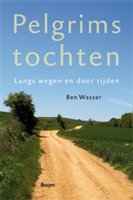 Pelgrims
tochten
Langs wegen en door tijden
Ben Wasser
Boom